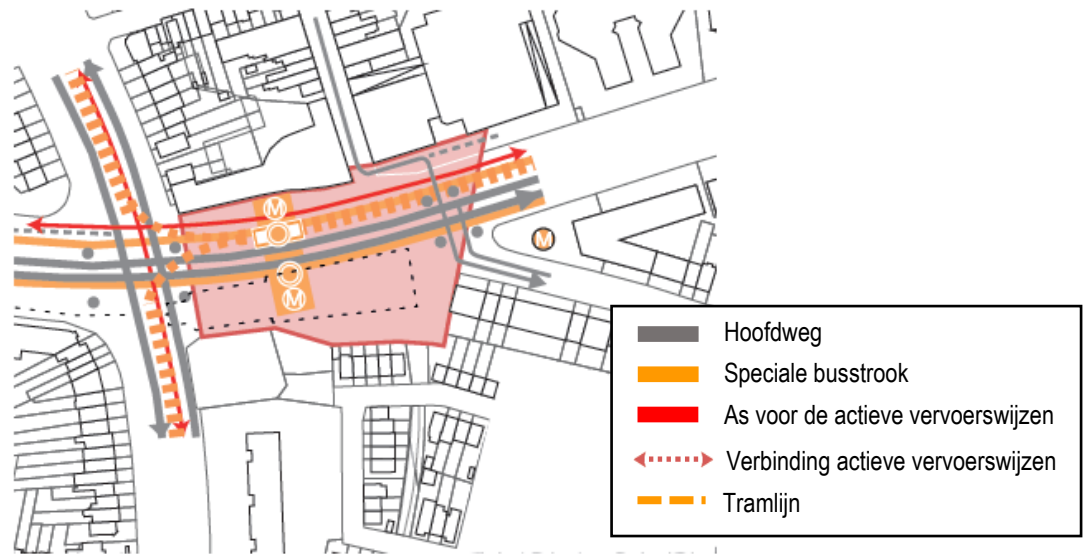 M
M
M
Hoofdweg
Speciale busstrook
As voor de actieve vervoerswijzen
Verbinding actieve vervoerswijzen
Tramlijn